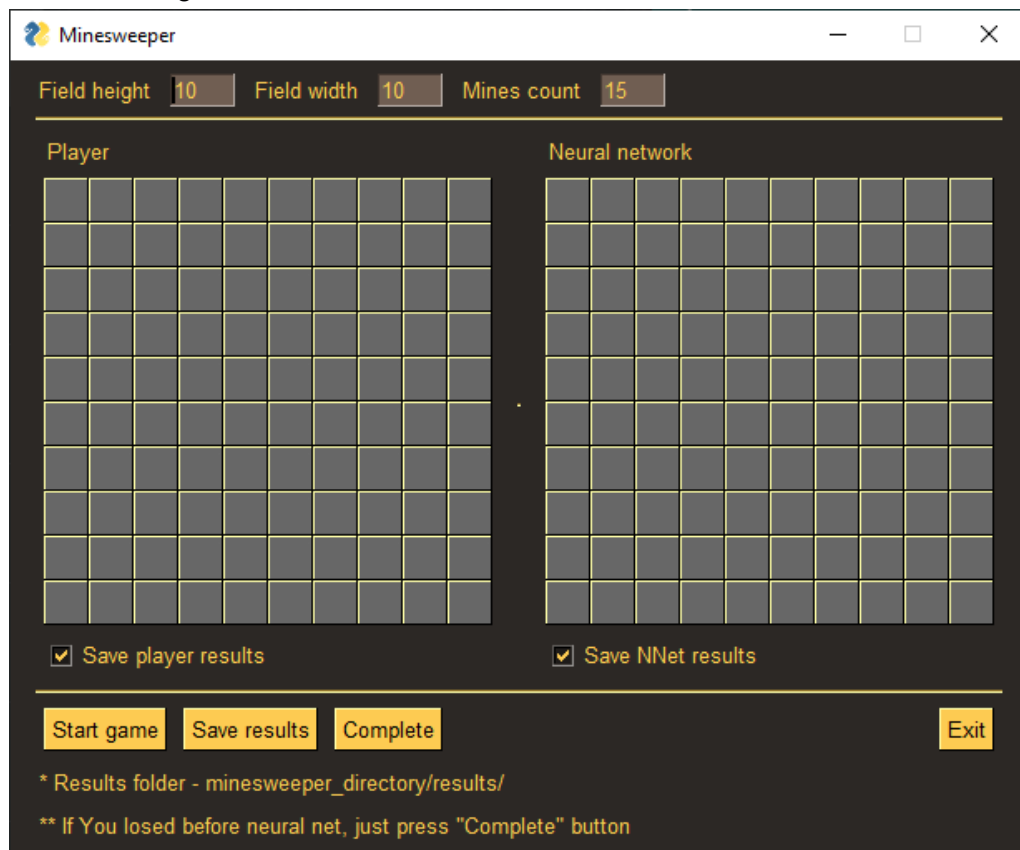 Minesweeper
Field height 10 Field width 10 Mines count 15
Player Neural network
Save player results Save NNet results
Start game Save results Complete Exit
* Results folder - minesweeper_directory/results/
** If You losed before neural net, just press "Complete" button